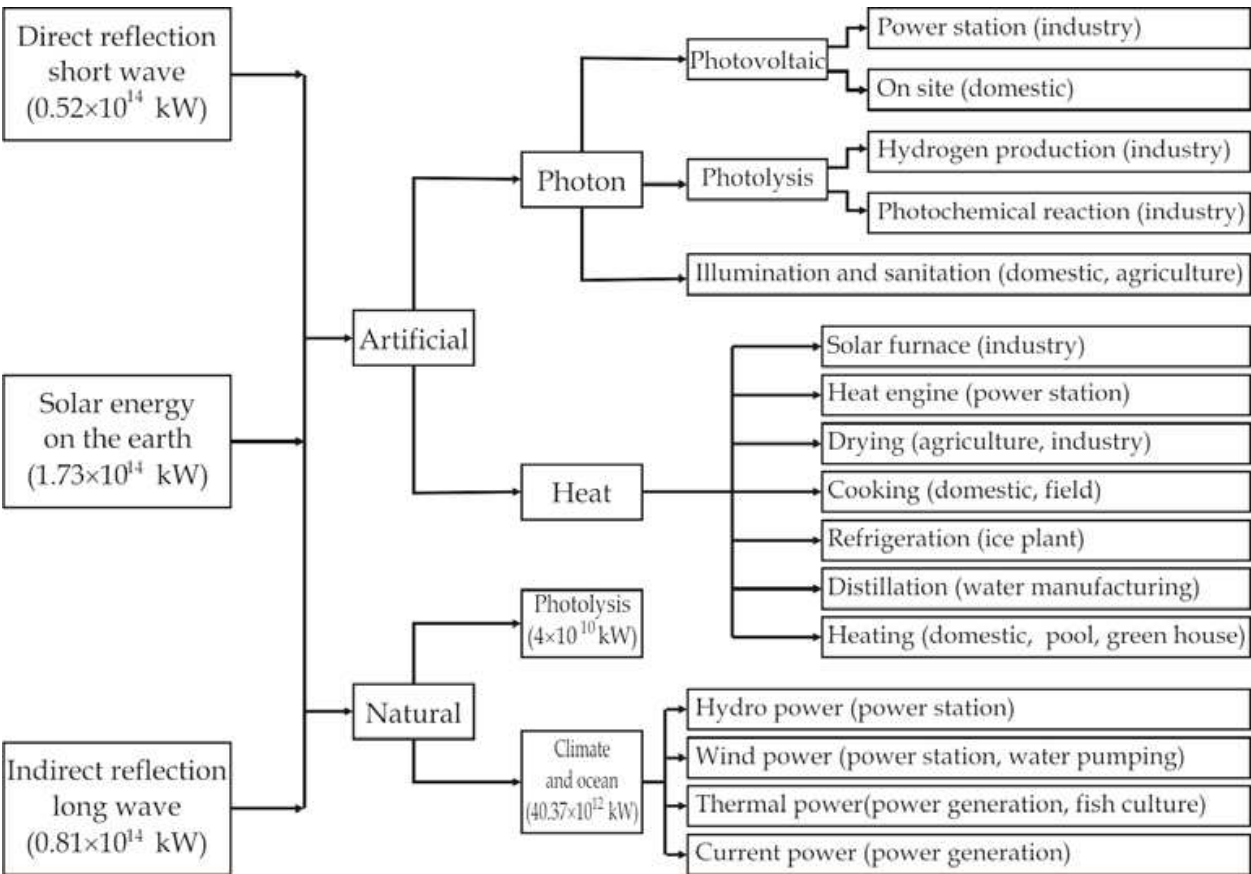 Direct reflection
short wave
(0.52×10¹⁴ kW)
Solar energy
on the earth
(1.73×10¹⁴ kW)
Indirect reflection
long wave
(0.81×10¹⁴ kW)
Artificial
Natural
Photon
Heat
Photolysis
(4×10¹⁰ kW)
Climate
and ocean
(40.37×10¹² kW)
Photovoltaic
Photolysis
Power station (industry)
On site (domestic)
Hydrogen production (industry)
Photochemical reaction (industry)
Illumination and sanitation (domestic, agriculture)
Solar furnace (industry)
Heat engine (power station)
Drying (agriculture, industry)
Cooking (domestic, field)
Refrigeration (ice plant)
Distillation (water manufacturing)
Heating (domestic, pool, green house)
Hydro power (power station)
Wind power (power station, water pumping)
Thermal power(power generation, fish culture)
Current power (power generation)